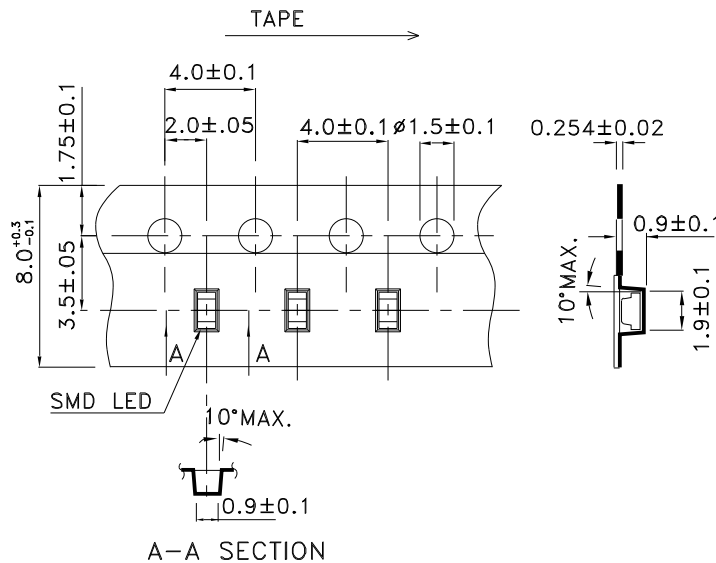 TAPE
4.0±0.1
2.0±.05
4.0±0.1
ø1.5±0.1
0.254±0.02
1.75±0.1
8.0 +0.3 -0.1
3.5±.05
0.9±0.1
10°MAX.
1.9±0.1
A
A
SMD LED
10°MAX.
0.9±0.1
A-A SECTION